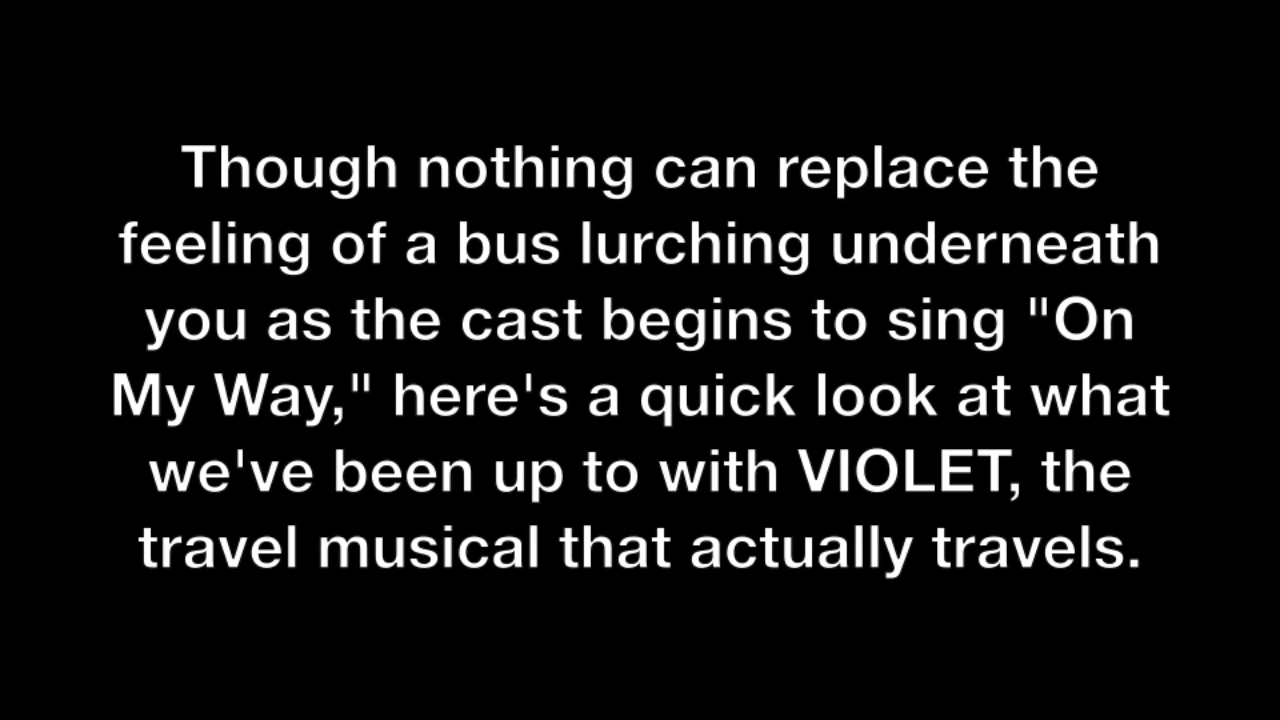 Though nothing can replace the
feeling of a bus lurching underneath
you as the cast begins to sing "On
My Way," here's a quick look at what
we've been up to with VIOLET, the
travel musical that actually travels.